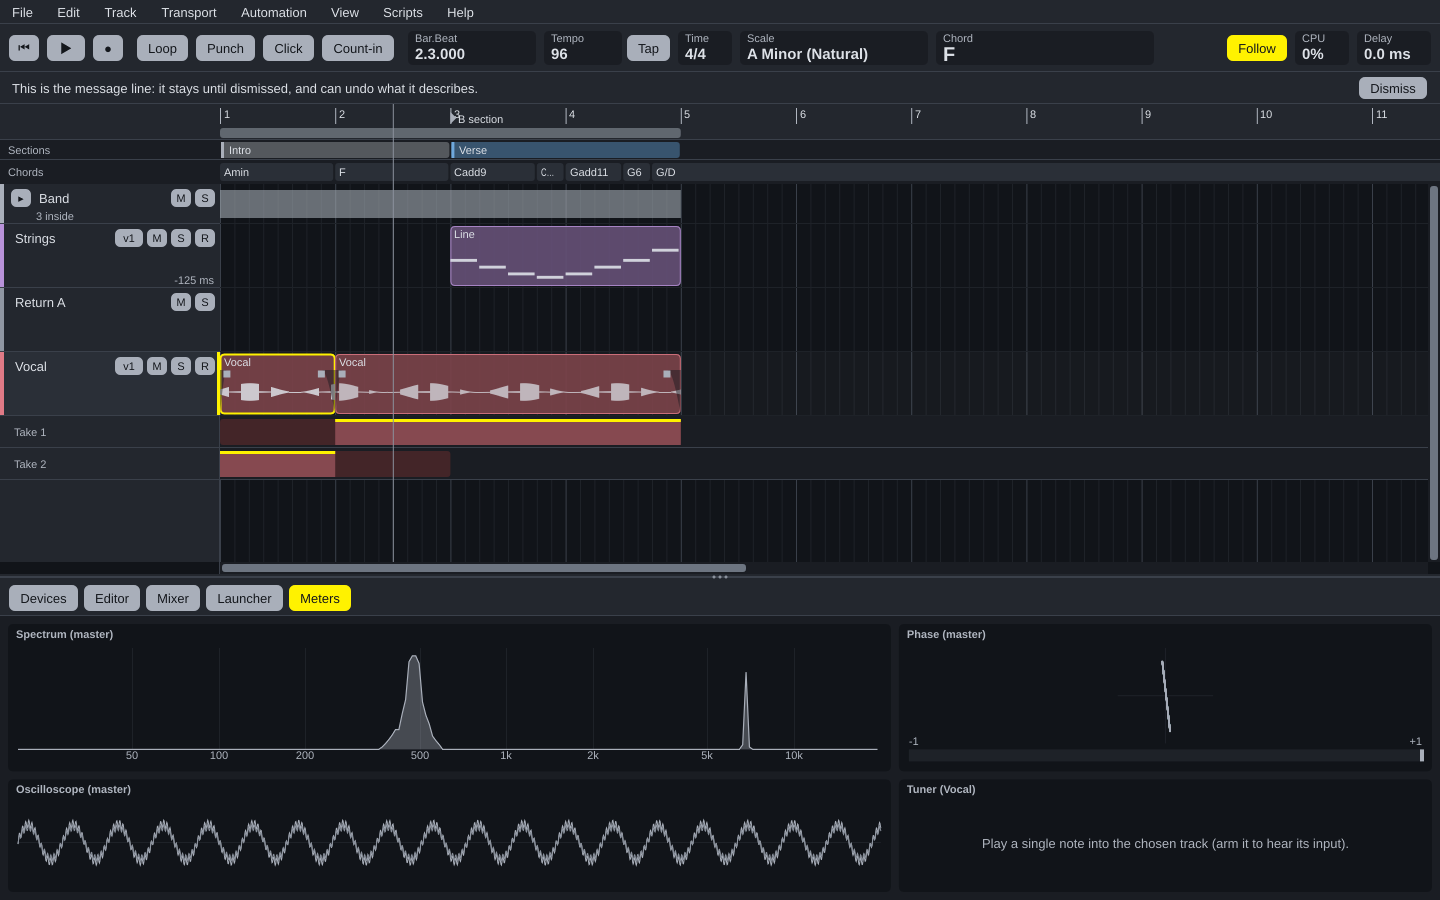 File Edit Track Transport Automation View Scripts Help
Loop Punch Click Count-in Bar.Beat 2.3.000 Tempo 96 Tap Time 4/4 Scale A Minor (Natural) Chord F Follow CPU 0% Delay 0.0 ms
This is the message line: it stays until dismissed, and can undo what it describes. Dismiss
1 2 3 B section 4 5 6 7 8 9 10 11
Sections Intro Verse
Chords Amin F Cadd9 C... Gadd11 G6 G/D
Band M S
3 inside
Strings v1 M S R Line
-125 ms
Return A M S
Vocal v1 M S R Vocal Vocal
Take 1
Take 2
Devices Editor Mixer Launcher Meters
Spectrum (master) Phase (master)
-1 +1
50 100 200 500 1k 2k 5k 10k
Oscilloscope (master) Tuner (Vocal)
Play a single note into the chosen track (arm it to hear its input).